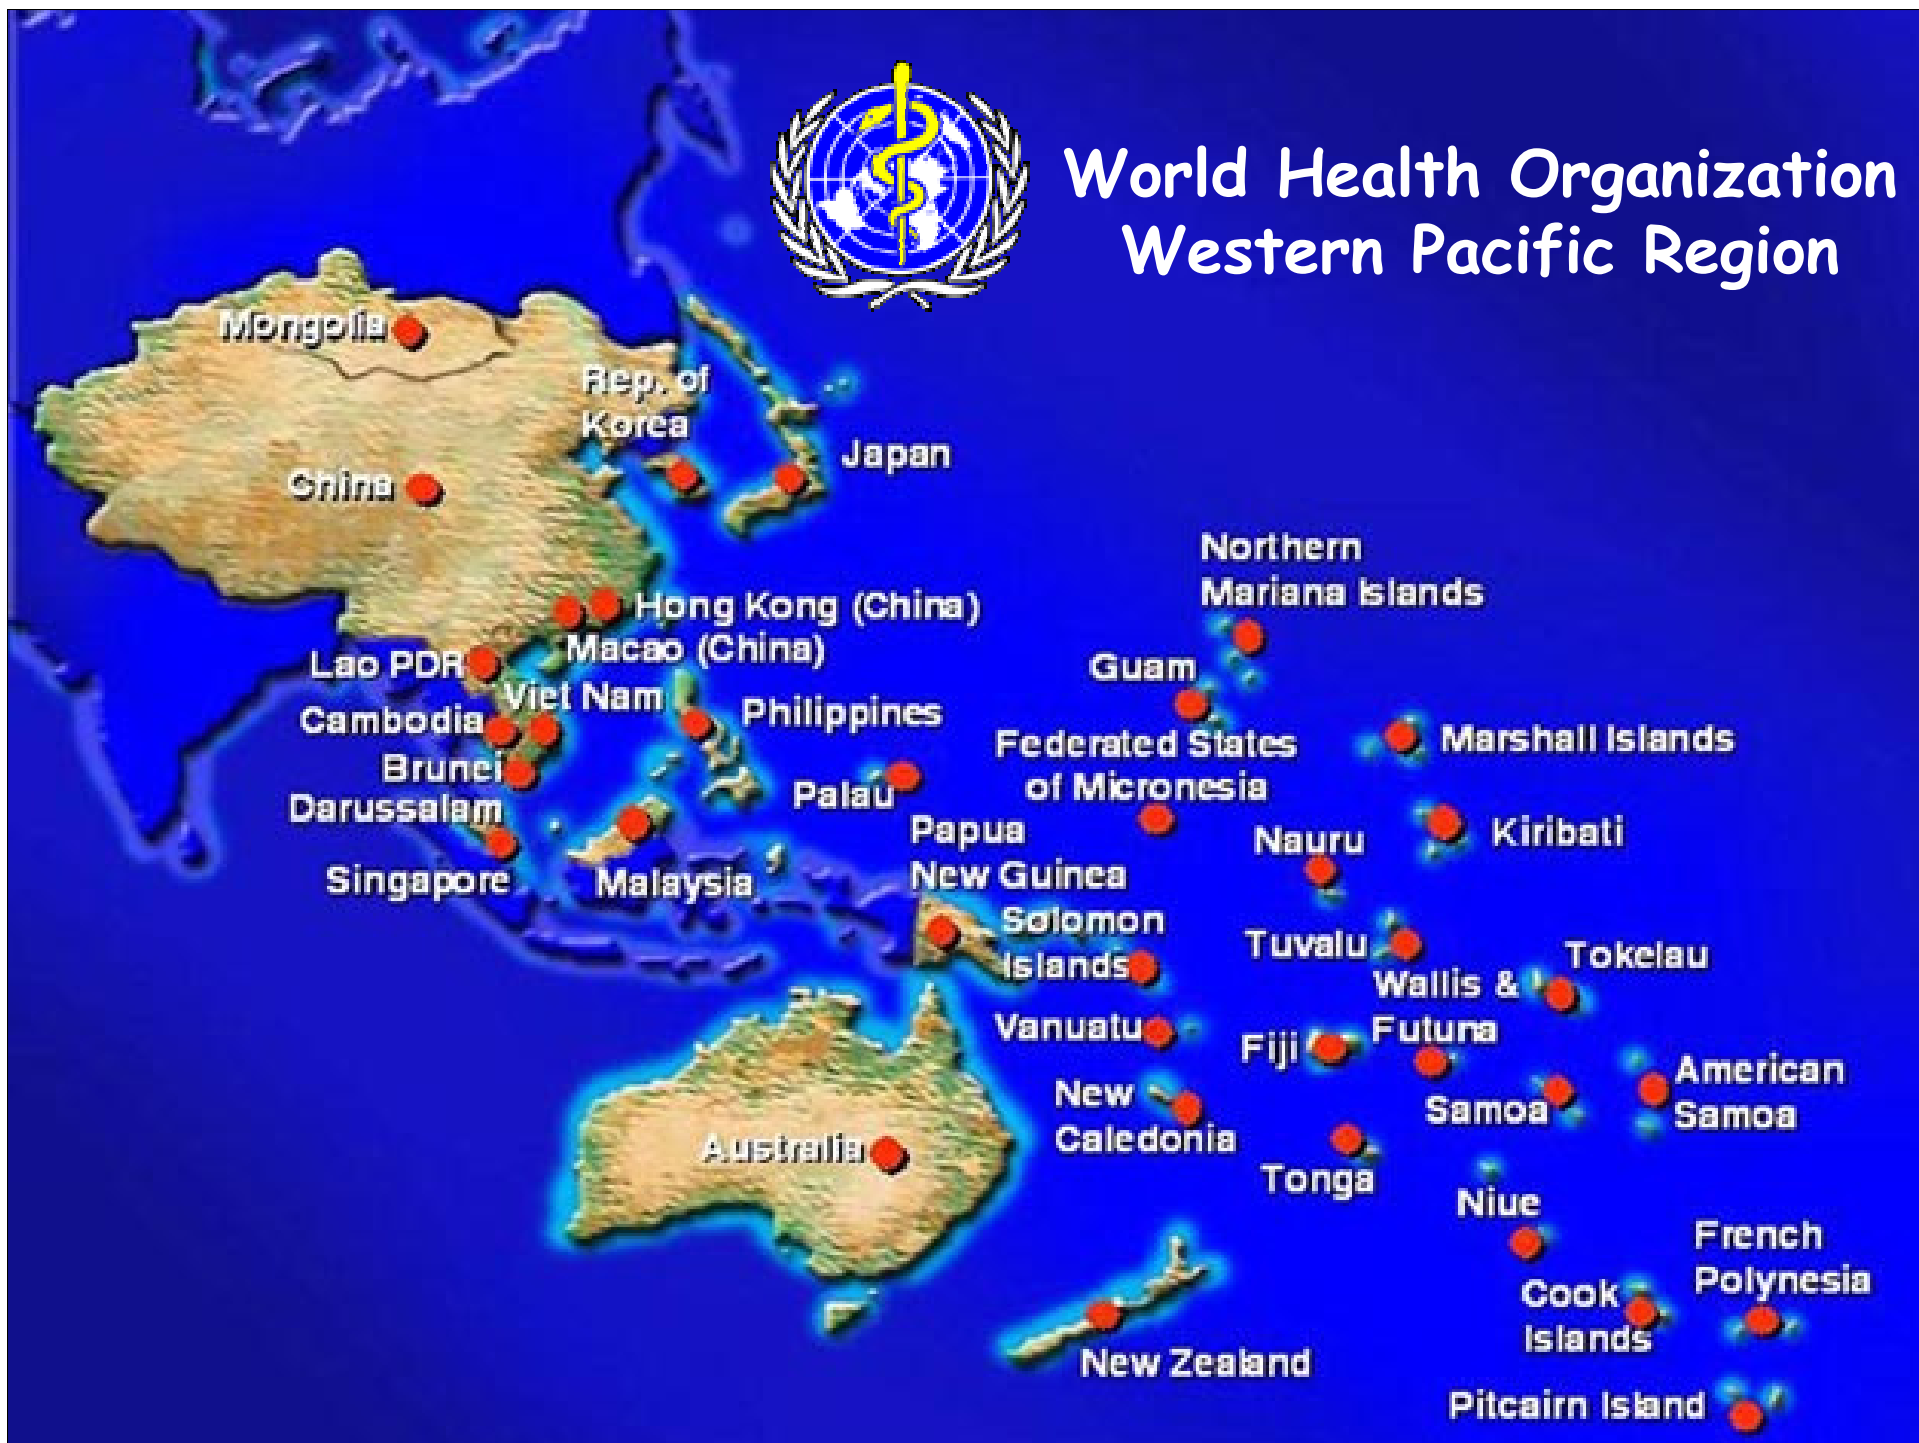 World Health Organization
Western Pacific Region
Mongolia
Rep. of
Korea
Japan
China
Northern
Mariana Islands
Hong Kong (China)
Macao (China)
Lao PDR
Guam
Viet Nam
Philippines
Cambodia
Marshall Islands
Federated States
of Micronesia
Brunei
Darussalam
Palau
Papua
New Guinea
Nauru
Kiribati
Singapore
Malaysia
Solomon
Islands
Tuvalu
Tokelau
Wallis &
Futuna
Vanuatu
Fiji
American
Samoa
New
Caledonia
Samoa
Australia
Tonga
Niue
French
Polynesia
Cook
Islands
New Zealand
Pitcairn Island